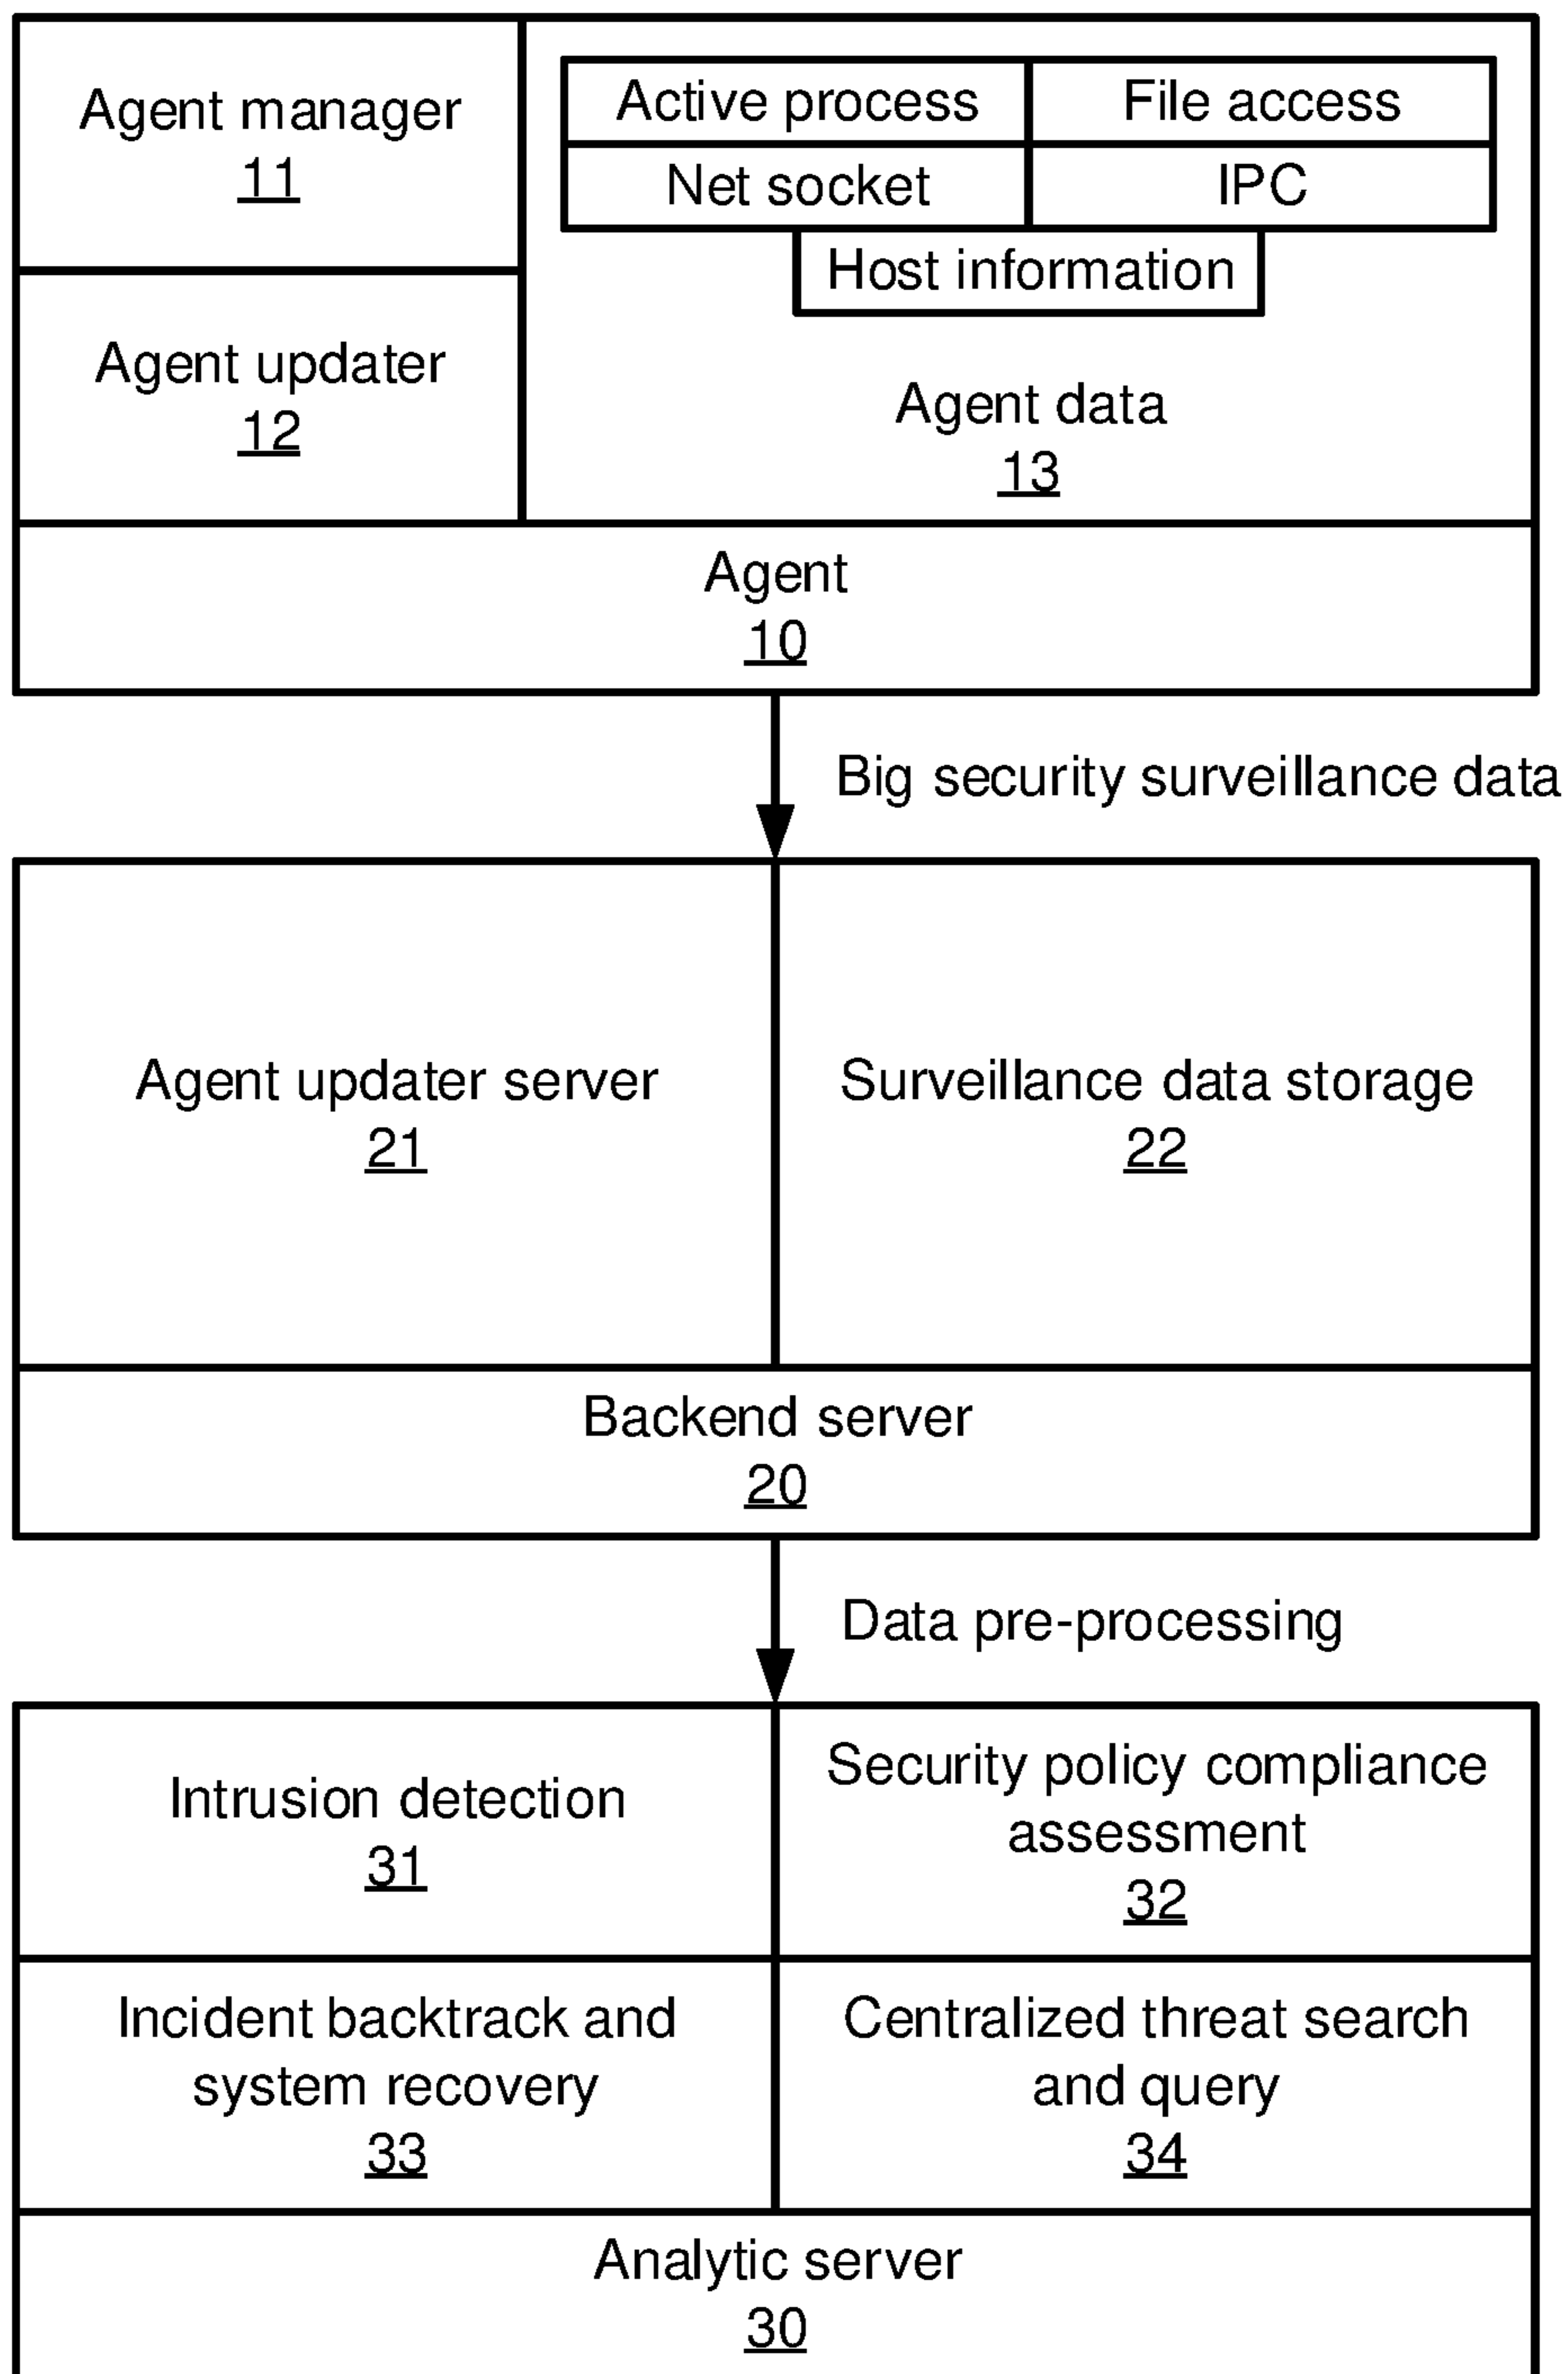 Agent manager
11
Active process
File access
Net socket
IPC
Host information
Agent updater
12
Agent data
13
Agent
10
Big security surveillance data
Agent updater server
21
Surveillance data storage
22
Backend server
20
Data pre-processing
Intrusion detection
31
Security policy compliance
assessment
32
Incident backtrack and
system recovery
33
Centralized threat search
and query
34
Analytic server
30